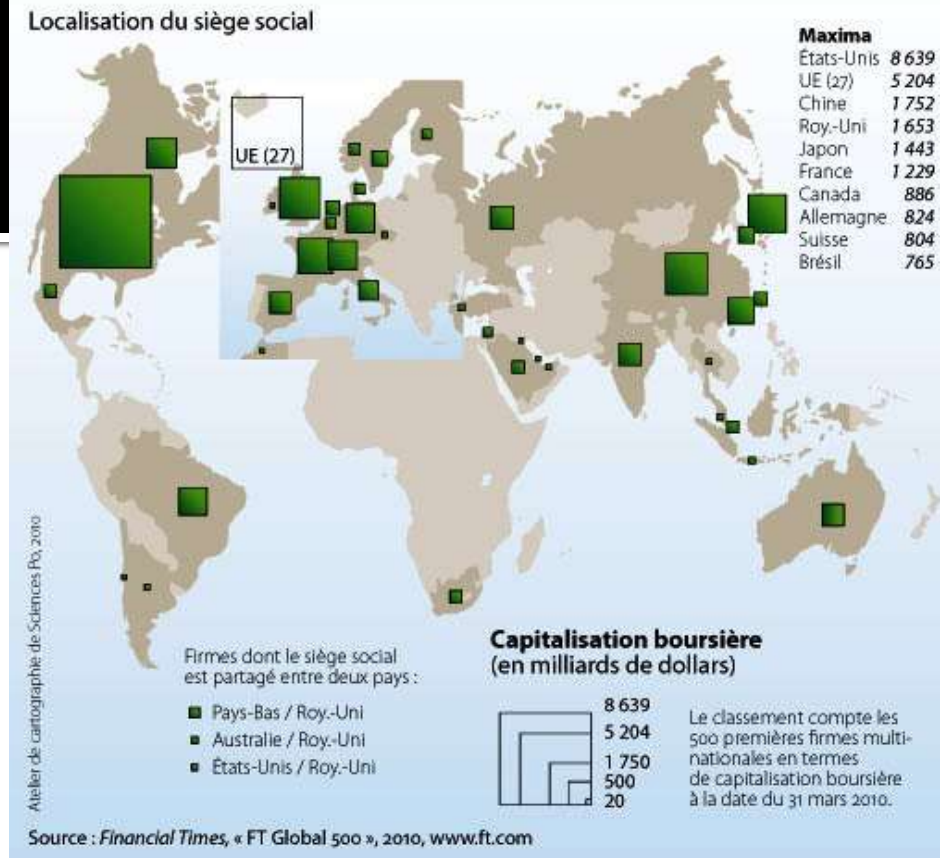 Localisation du siège social
Maxima
États-Unis 8 639
UE (27) 5 204
Chine 1 752
Roy.-Uni 1 653
Japon 1 443
France 1 229
Canada 886
Allemagne 824
Suisse 804
Brésil 765
UE (27)
Atelier de cartographie de Sciences Po, 2010
Firmes dont le siège social
est partagé entre deux pays :
Pays-Bas / Roy.-Uni
Australie / Roy.-Uni
États-Unis / Roy.-Uni
Capitalisation boursière
(en milliards de dollars)
8 639
5 204
1 750
500
20
Le classement compte les
500 premières firmes multi-
nationales en termes
de capitalisation boursière
à la date du 31 mars 2010.
Source : Financial Times, « FT Global 500 », 2010, www.ft.com